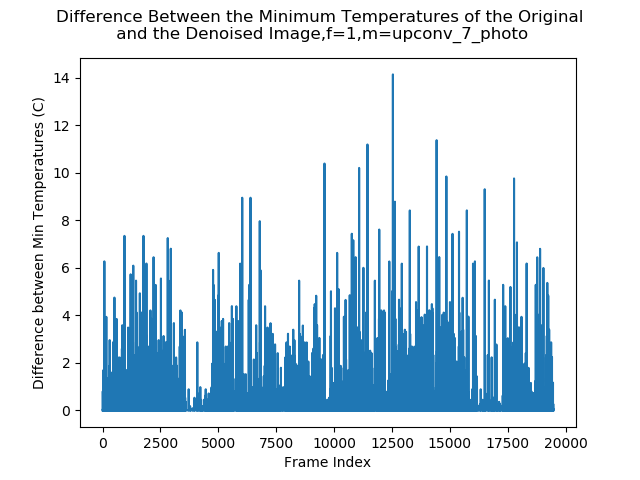 Difference Between the Minimum Temperatures of the Original
and the Denoised Image,f=1,m=upconv_7_photo
Difference between Min Temperatures (C)
14
12
10
8
6
4
2
0
0 2500 5000 7500 10000 12500 15000 17500 20000
Frame Index